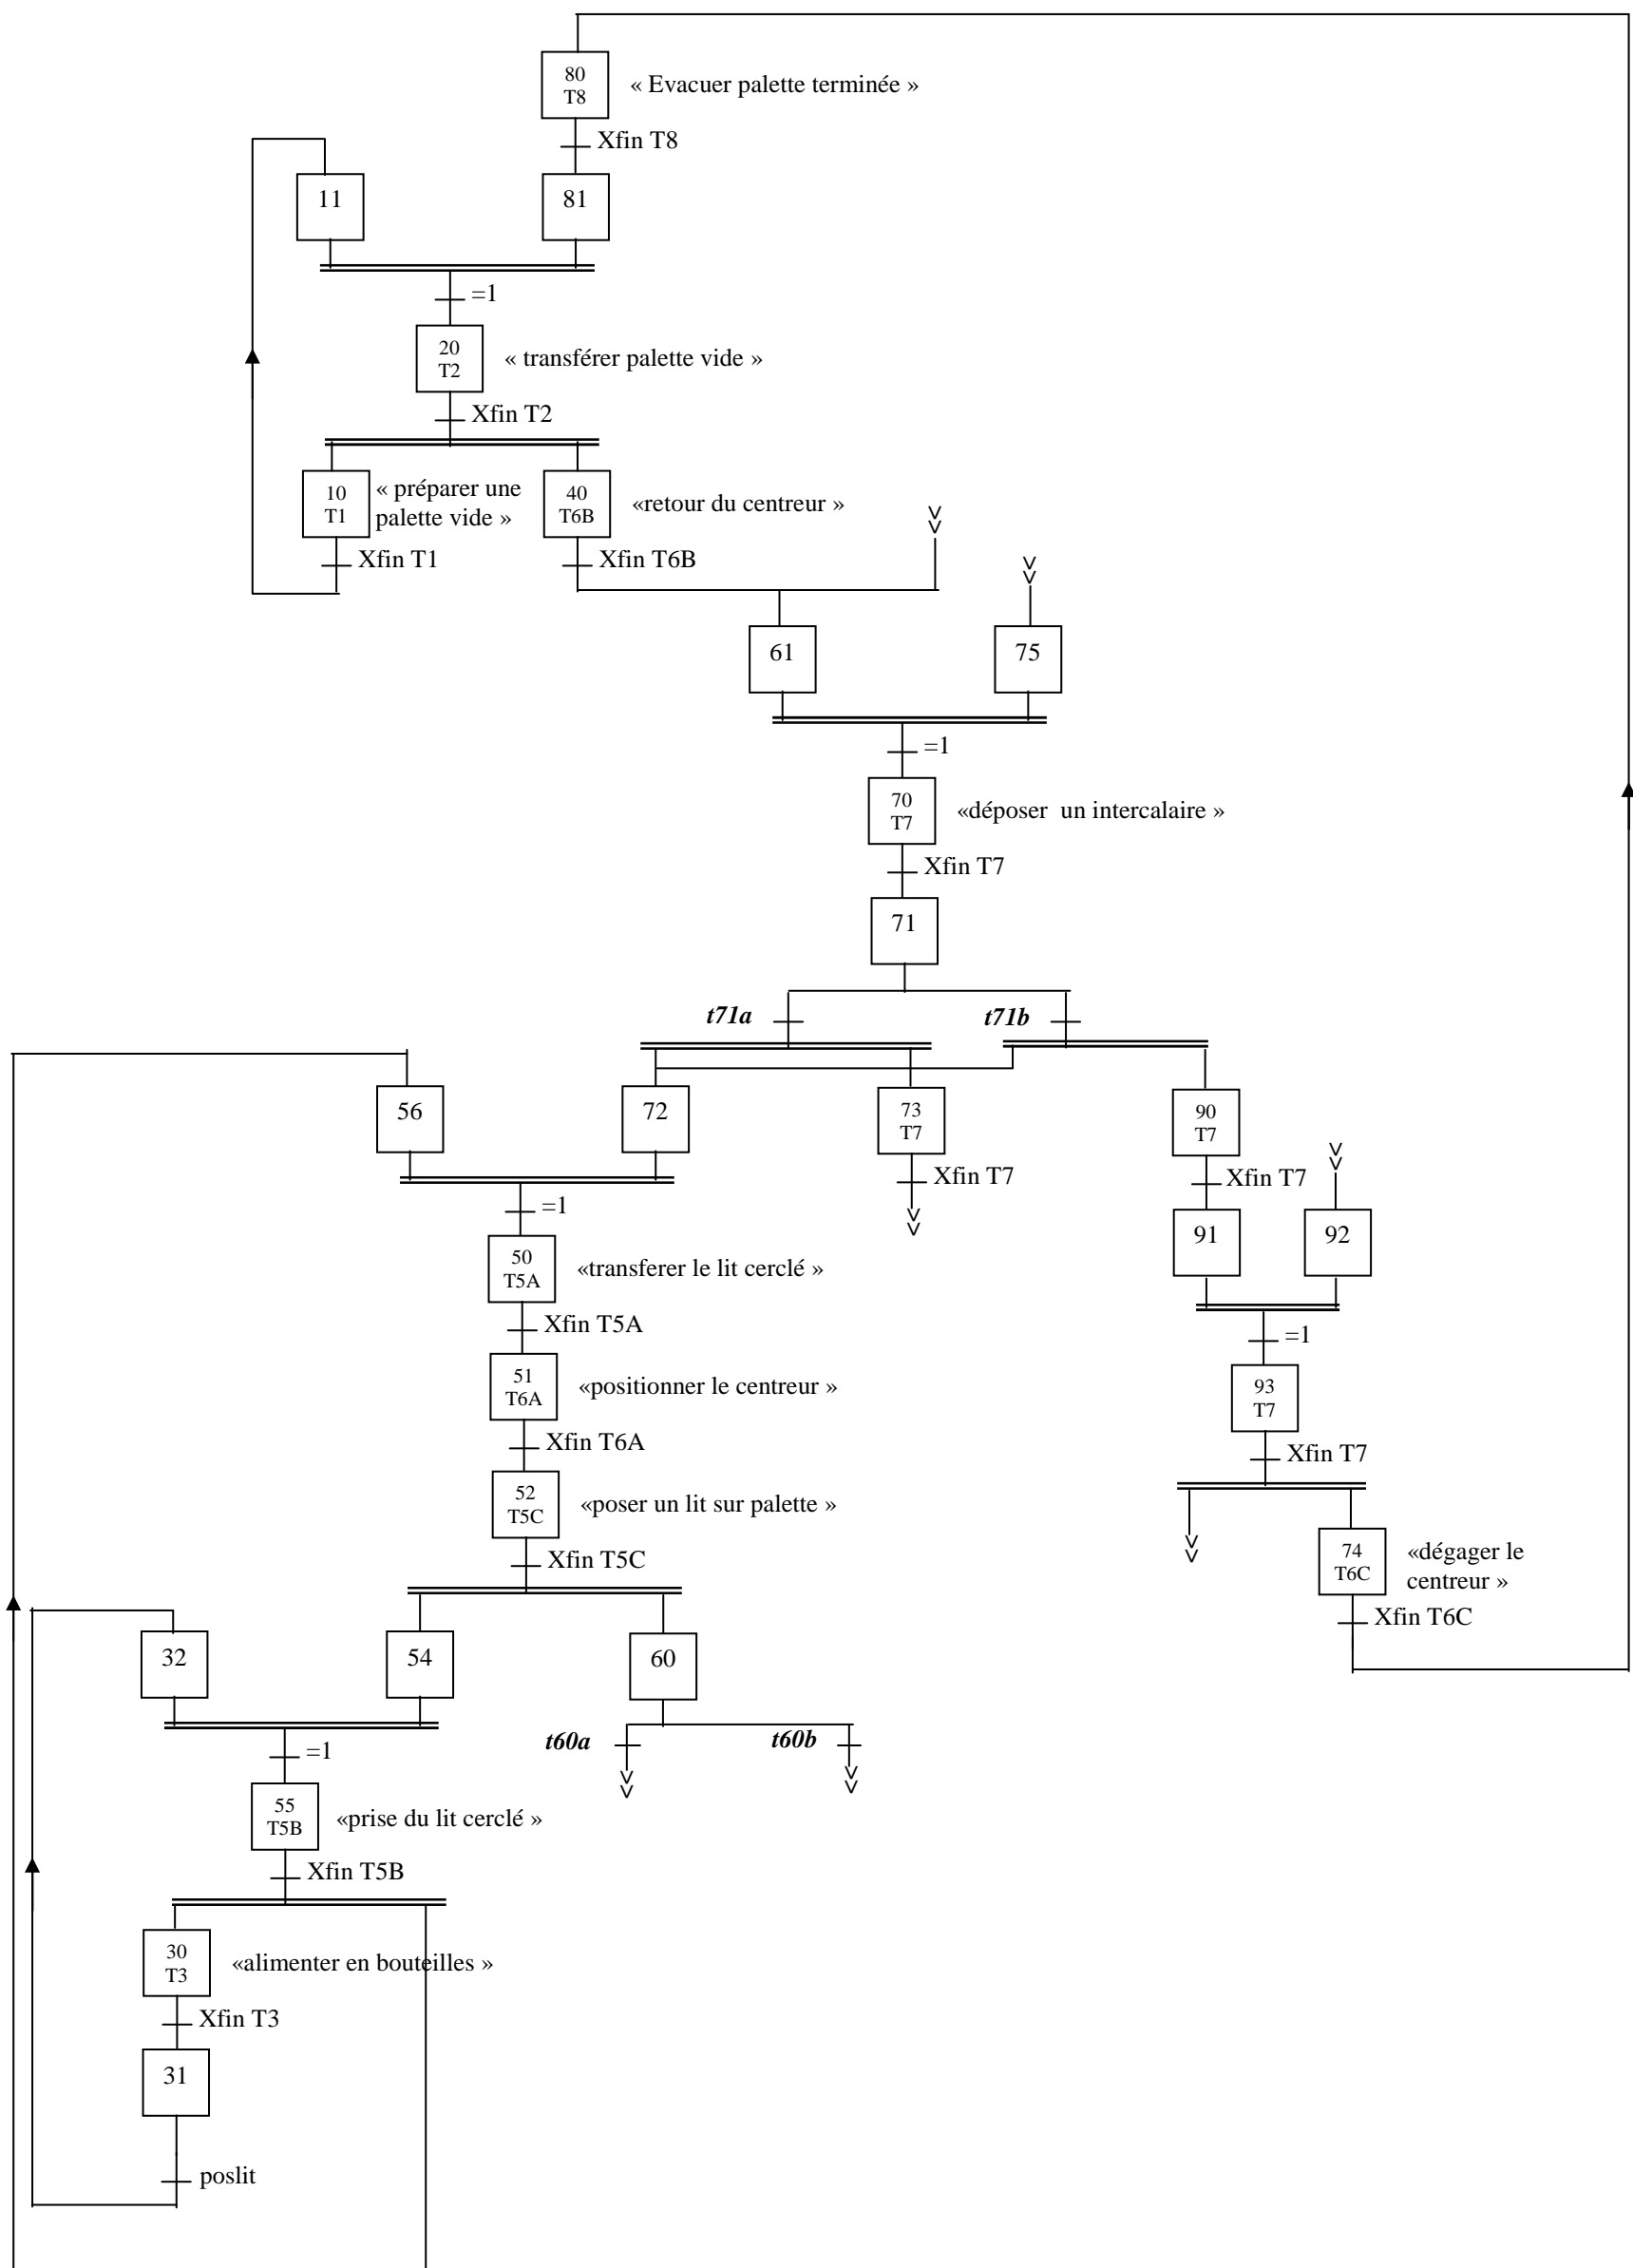 80
T8
« Evacuer palette terminée »
Xfin T8
11
81
=1
20
T2
« transférer palette vide »
Xfin T2
10
T1
« préparer une
palette vide »
40
T6B
«retour du centreur »
Xfin T1
Xfin T6B
61
75
=1
70
T7
«déposer un intercalaire »
Xfin T7
71
t71a
t71b
56
72
73
T7
90
T7
Xfin T7
Xfin T7
=1
91
92
50
T5A
«transferer le lit cerclé »
Xfin T5A
=1
51
T6A
«positionner le centreur »
93
T7
Xfin T6A
Xfin T7
52
T5C
«poser un lit sur palette »
Xfin T5C
74
T6C
«dégager le
centreur »
Xfin T6C
32
54
60
t60a
t60b
=1
55
T5B
«prise du lit cerclé »
Xfin T5B
30
T3
«alimenter en bouteilles »
Xfin T3
31
poslit